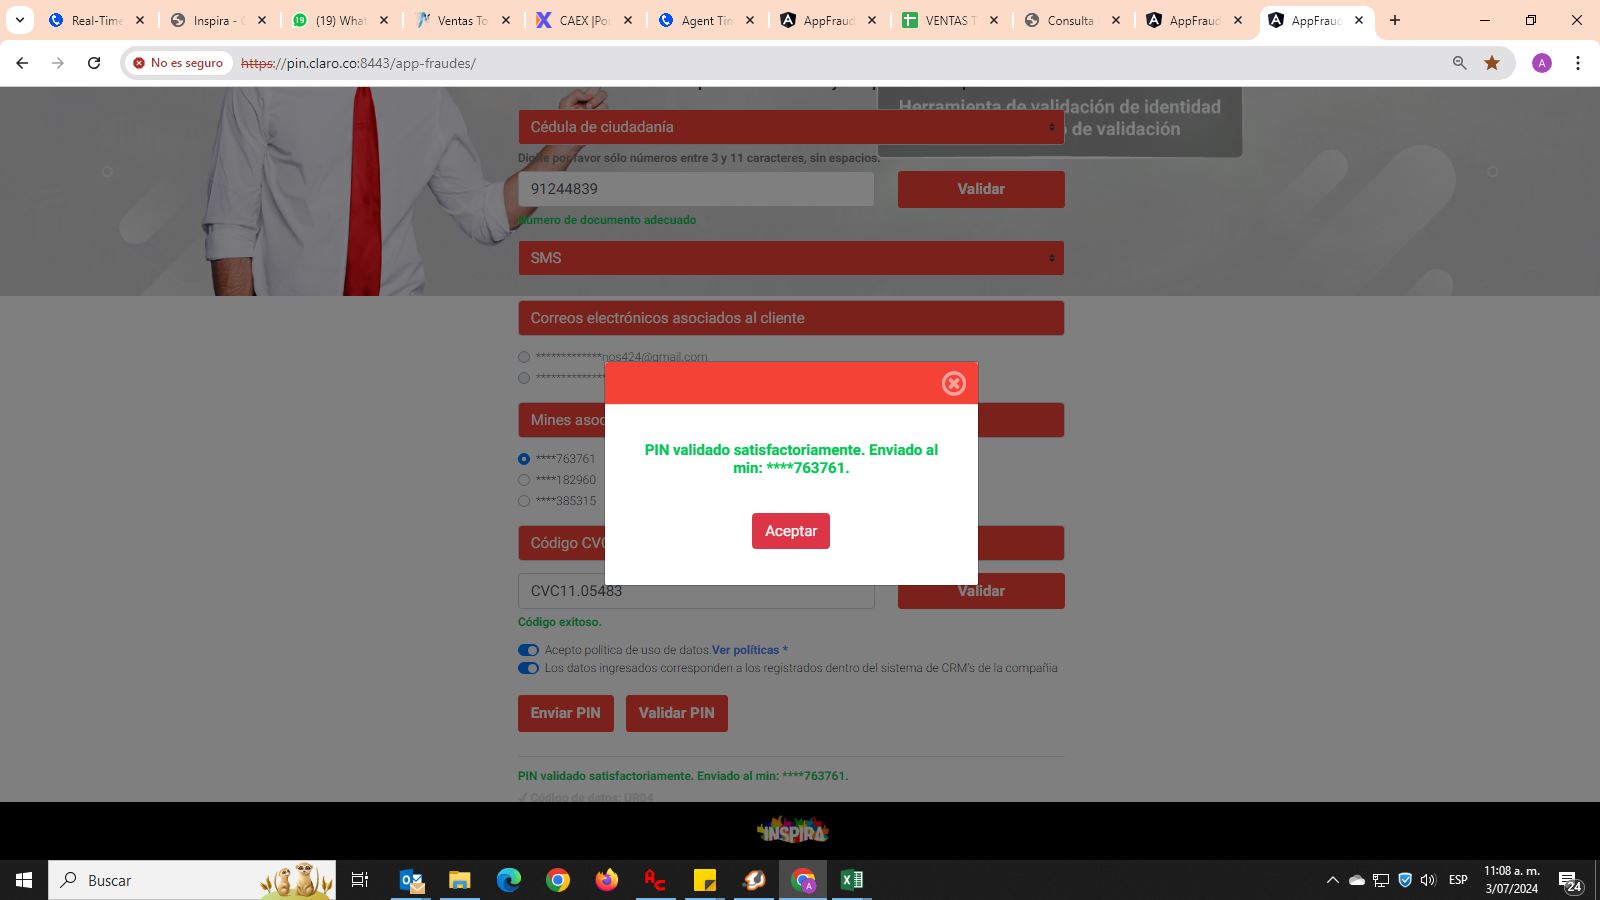 Real-Time
Inspira - C
(19) What
Ventas To
CAEX |Po
Agent Tim
AppFraud
VENTAS T
Consulta
AppFraud
AppFraud
No es seguro
https://pin.claro.co:8443/app-fraudes/
A
Herramienta de validación de identidad
de validación
Cédula de ciudadanía
Digite por favor sólo números entre 3 y 11 caracteres, sin espacios.
91244839
Validar
Número de documento adecuado
SMS
Correos electrónicos asociados al cliente
*************nos424@gmail.com
**************
Mines asoc
****763761
****182960
****385315
PIN validado satisfactoriamente. Enviado al
min: ****763761.
Aceptar
Código CVC
CVC11.05483
Validar
Código exitoso.
Acepto política de uso de datos.Ver políticas *
Los datos ingresados corresponden a los registrados dentro del sistema de CRM's de la compañia
Enviar PIN
Validar PIN
PIN validado satisfactoriamente. Enviado al min: ****763761.
✓ Código de datos: UR04
INSPIRA
Buscar
ESP
11:08 a. m.
3/07/2024
24